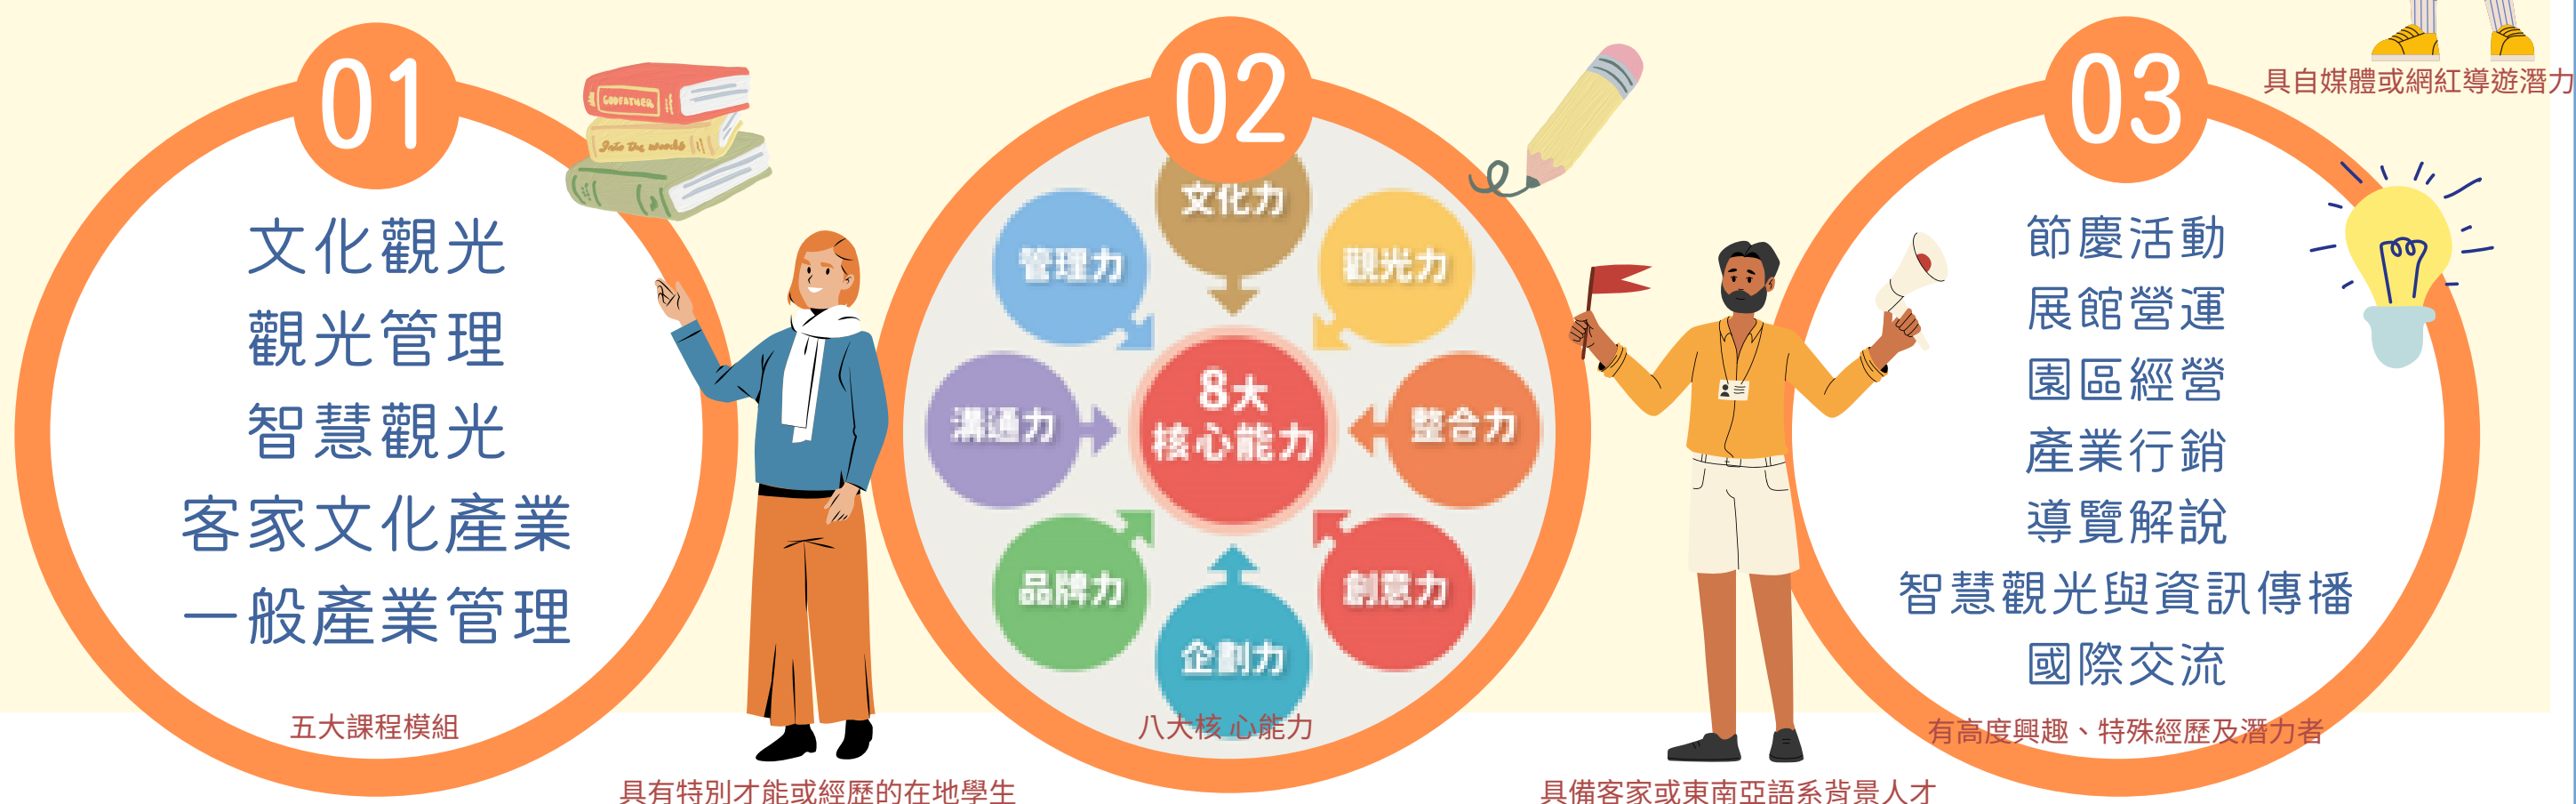 01
GODFATHER
Into the woods
文化觀光
觀光管理
智慧觀光
客家文化產業
一般產業管理
五大課程模組
具有特別才能或經歷的在地學生
02
文化力
觀光力
整合力
創意力
企劃力
品牌力
溝通力
管理力
8大
核心能力
八大核 心能力
具備客家或東南亞語系背景人才
具自媒體或網紅導遊潛力
03
節慶活動
展館營運
園區經營
產業行銷
導覽解說
智慧觀光與資訊傳播
國際交流
有高度興趣、特殊經歷及潛力者